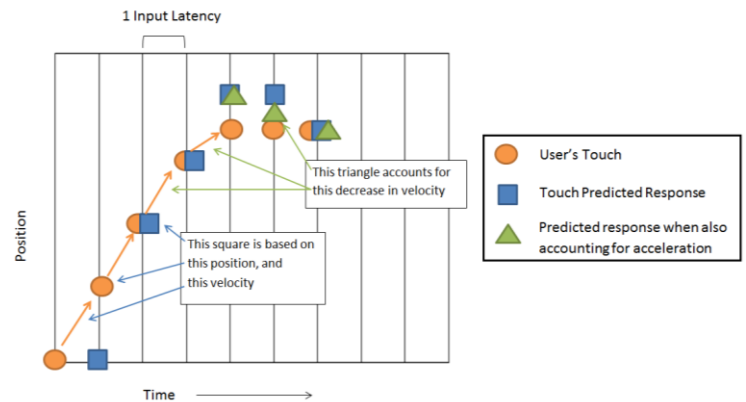 1 Input Latency
Position
This triangle accounts for
this decrease in velocity
This square is based on
this position, and
this velocity
Time
User's Touch
Touch Predicted Response
Predicted response when also
accounting for acceleration